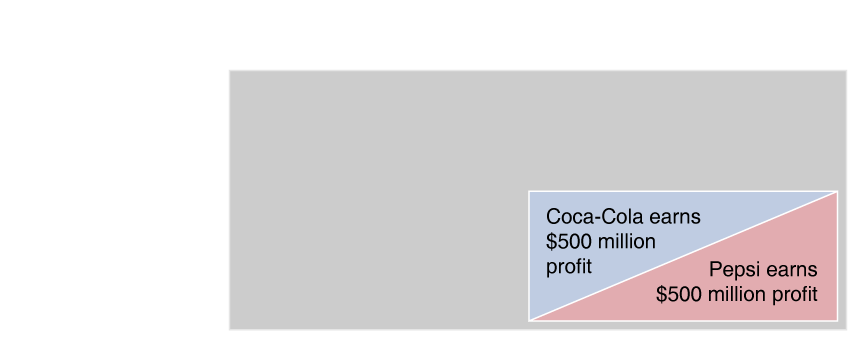 Coca-Cola earns
$500 million
profit
Pepsi earns
$500 million profit